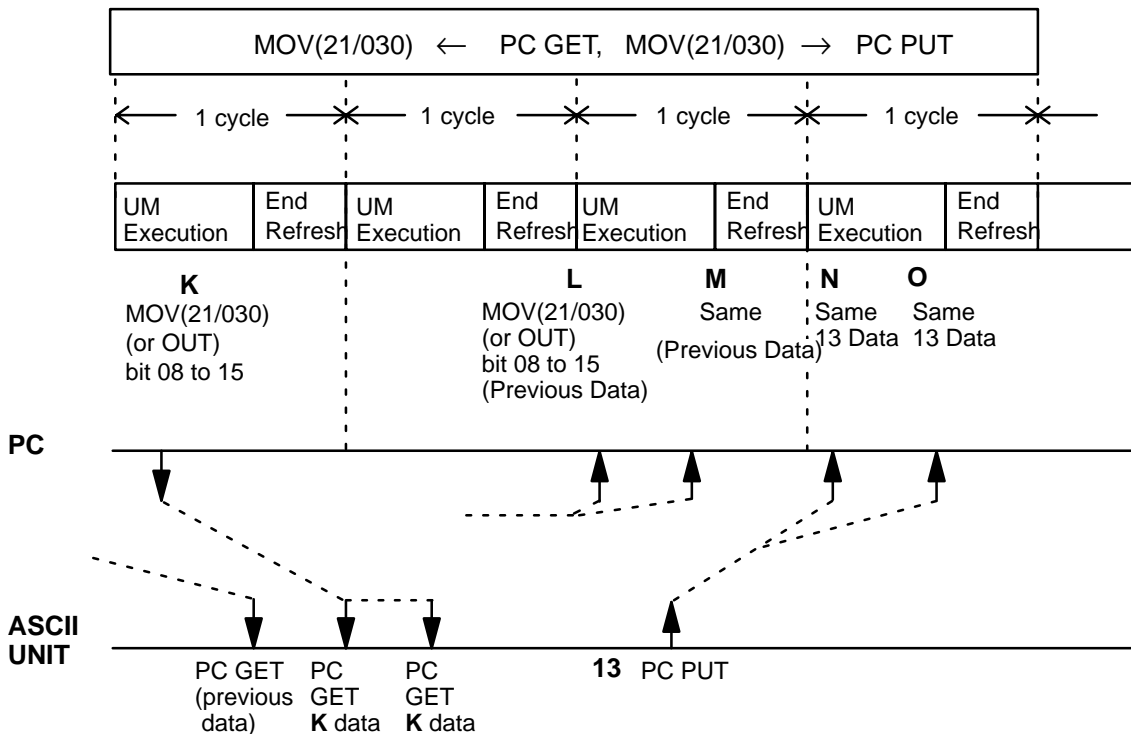 MOV(21/030) ← PC GET, MOV(21/030) → PC PUT
1 cycle 1 cycle 1 cycle 1 cycle
UM Execution
End Refresh
UM Execution
End Refresh
UM Execution
End Refresh
UM Execution
End Refresh
K
MOV(21/030)
(or OUT)
bit 08 to 15
L
MOV(21/030)
(or OUT)
bit 08 to 15
(Previous Data)
M
Same
(Previous Data)
N
Same
13 Data
O
Same
13 Data
PC
ASCII
UNIT
PC GET
(previous
data)
PC
GET
K data
PC
GET
K data
13 PC PUT